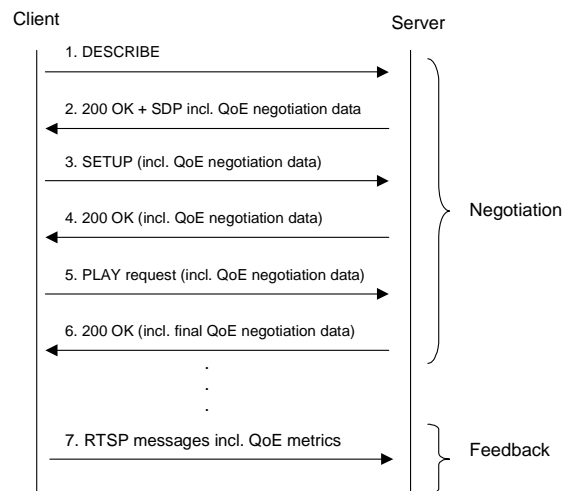 Client
Server
1. DESCRIBE
2. 200 OK + SDP incl. QoE negotiation data
3. SETUP (incl. QoE negotiation data)
4. 200 OK (incl. QoE negotiation data)
Negotiation
5. PLAY request (incl. QoE negotiation data)
6. 200 OK (incl. final QoE negotiation data)
.
.
.
7. RTSP messages incl. QoE metrics
Feedback